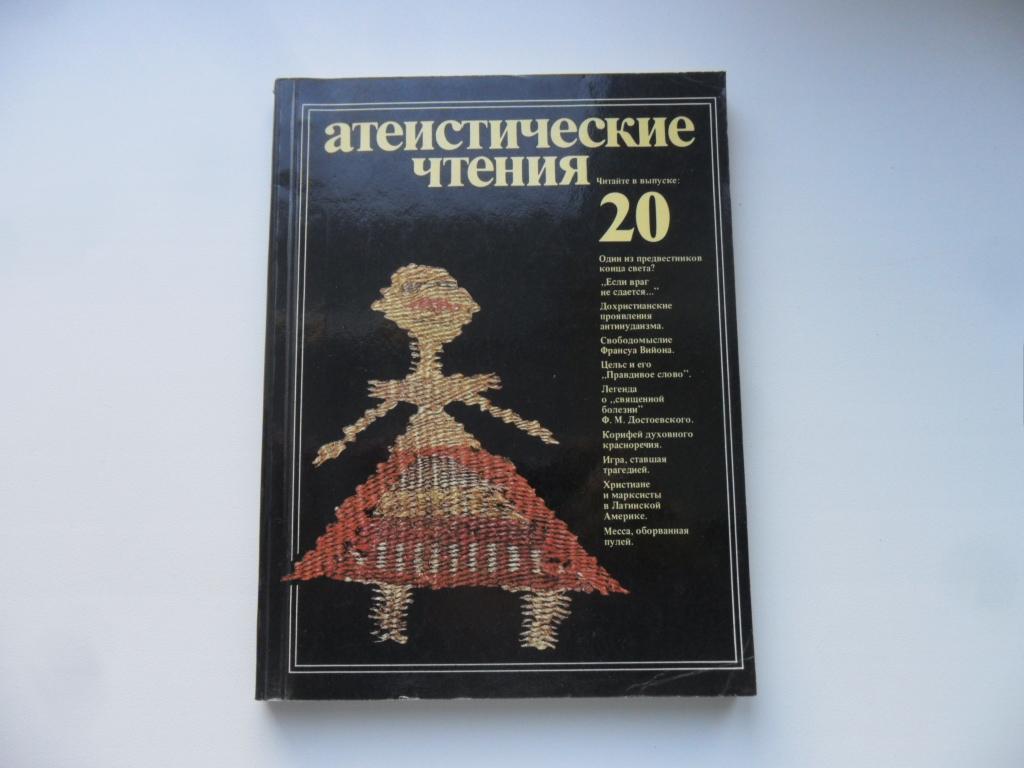 атеистические
чтения
Читайте в выпуске:
20
Один из предвестников
конца света?
„Если враг
не сдается...”
Дохристианские
проявления
антииудаизма.
Свободомыслие
Франсуа Вийона.
Цельс и его
„Правдивое слово”.
Легенда
о „священной
болезни”
Ф. М. Достоевского.
Корифей духовного
красноречия.
Игра, ставшая
трагедией.
Христиане
и марксисты
в Латинской
Америке.
Месса, оборванная
пулей.